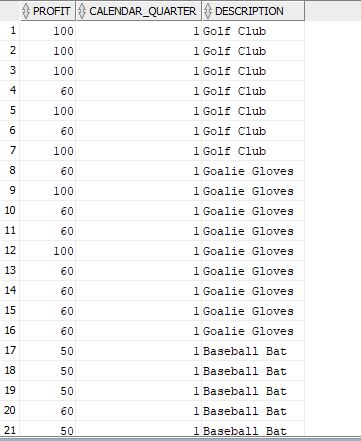 PROFIT CALENDAR_QUARTER DESCRIPTION
1 100 1 Golf Club
2 100 1 Golf Club
3 100 1 Golf Club
4 60 1 Golf Club
5 100 1 Golf Club
6 60 1 Golf Club
7 100 1 Golf Club
8 60 1 Goalie Gloves
9 100 1 Goalie Gloves
10 60 1 Goalie Gloves
11 60 1 Goalie Gloves
12 100 1 Goalie Gloves
13 60 1 Goalie Gloves
14 60 1 Goalie Gloves
15 60 1 Goalie Gloves
16 60 1 Goalie Gloves
17 50 1 Baseball Bat
18 50 1 Baseball Bat
19 50 1 Baseball Bat
20 60 1 Baseball Bat
21 50 1 Baseball Bat